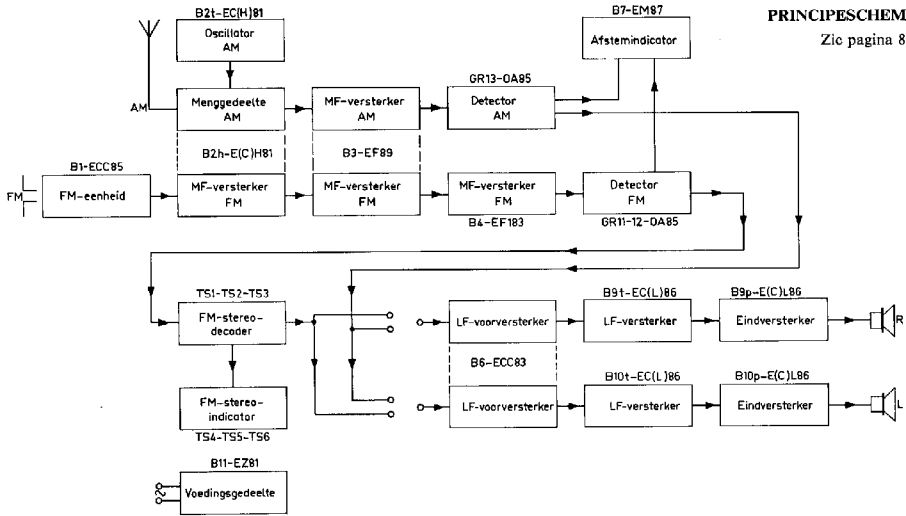 PRINCIPESCHEM
Zie pagina 8
B2t-EC(H)81
Oscillator
AM
B7-EM87
Afstemindicator
AM
Menggedeelte
AM
MF-versterker
AM
GR13-OA85
Detector
AM
B2h-E(C)H81
B3-EF89
B1-ECC85
FM
FM-eenheid
MF-versterker
FM
MF-versterker
FM
MF-versterker
FM
B4-EF183
Detector
FM
GR11-12-OA85
TS1-TS2-TS3
FM-stereo-
decoder
LF-voorversterker
B9t-EC(L)86
LF-versterker
B9p-E(C)L86
Eindversterker
R
B6-ECC83
FM-stereo-
indicator
TS4-TS5-TS6
LF-voorversterker
B10t-EC(L)86
LF-versterker
B10p-E(C)L86
Eindversterker
L
B11-EZ81
Voedingsgedeelte